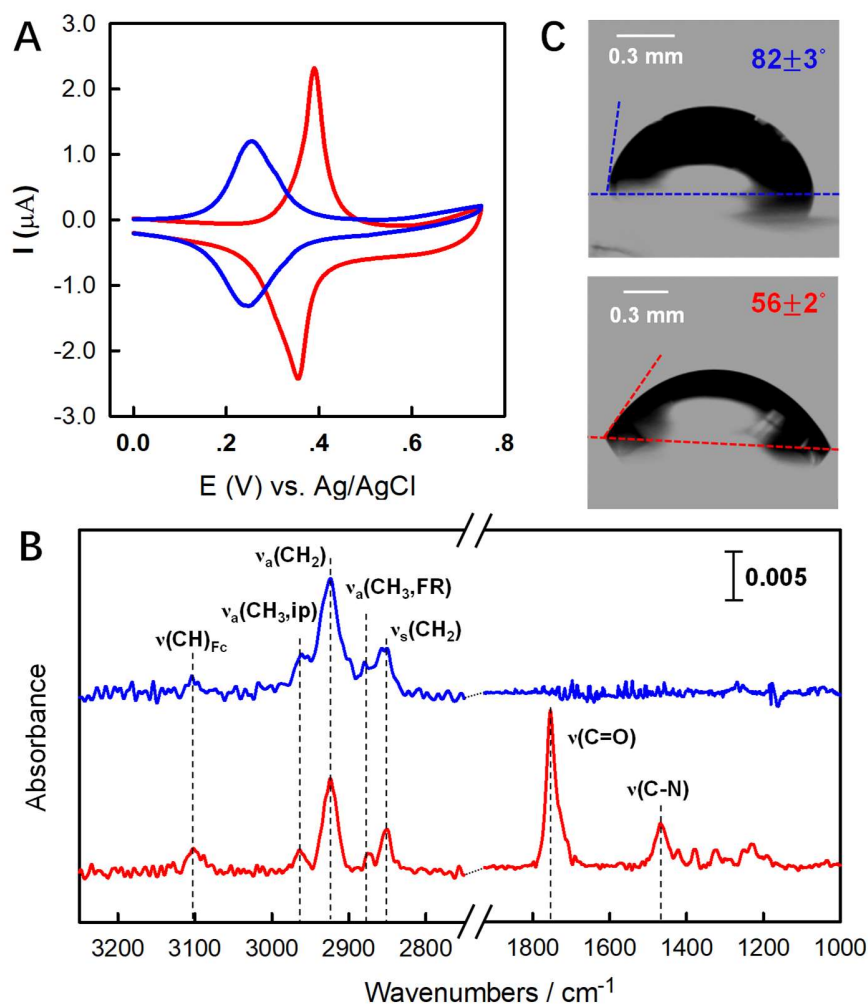 A
3.0
2.0
1.0
0.0
-1.0
-2.0
-3.0
I (μA)
0.0 .2 .4 .6 .8
E (V) vs. Ag/AgCl
C
0.3 mm
82±3°
0.3 mm
56±2°
B
νa(CH2)
νa(CH3,ip)
νa(CH3,FR)
ν(CH)Fc
νs(CH2)
0.005
ν(C=O)
ν(C-N)
Absorbance
3200 3100 3000 2900 2800 1800 1600 1400 1200 1000
Wavenumbers / cm-1